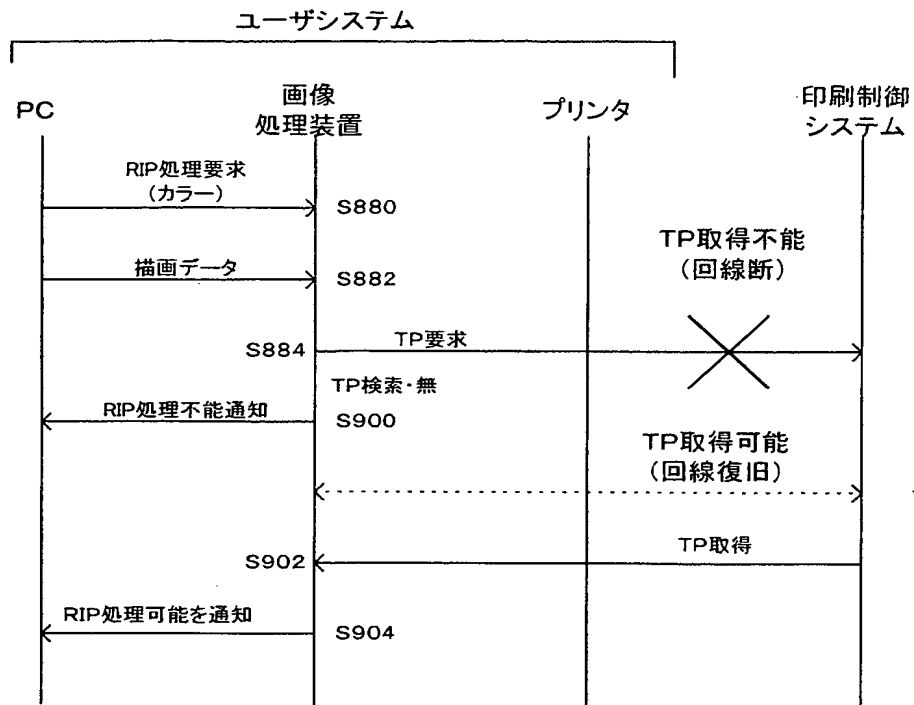 ユーザシステム
PC
画像
処理装置
プリンタ
印刷制御
システム
RIP処理要求
(カラー)
S880
TP取得不能
(回線断)
描画データ
S882
S884
TP要求
TP検索・無
RIP処理不能通知
S900
TP取得可能
(回線復旧)
S902
TP取得
RIP処理可能を通知
S904